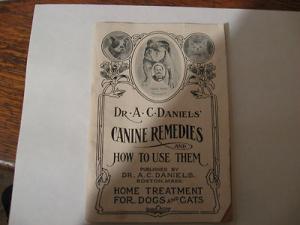 DR·A·C·DANIELS'
CANINE REMEDIES
AND
HOW TO USE THEM
PUBLISHED BY
DR. A. C. DANIELS.
BOSTON, MASS.
HOME TREATMENT
FOR DOGS AND CATS